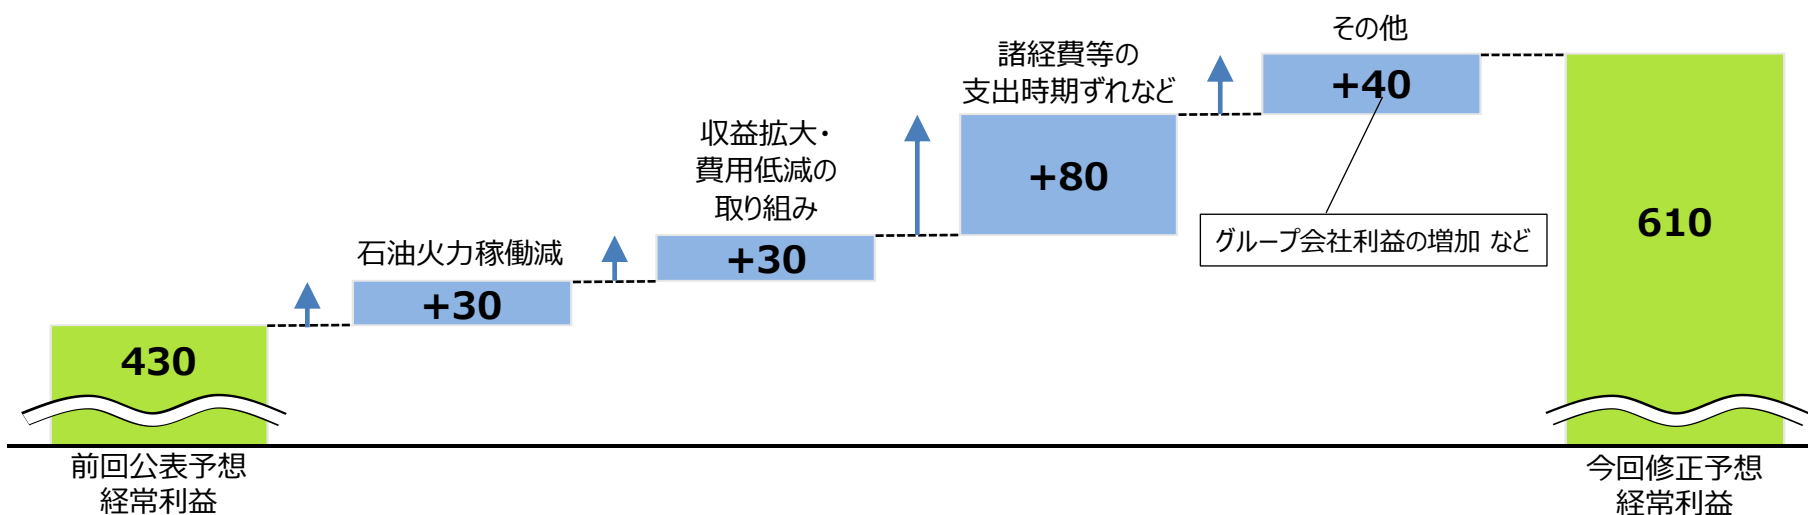 前回公表予想
経常利益
430
石油火力稼働減
+30
収益拡大・
費用低減の
取り組み
+30
諸経費等の
支出時期ずれなど
+80
その他
+40
グループ会社利益の増加 など
610
今回修正予想
経常利益